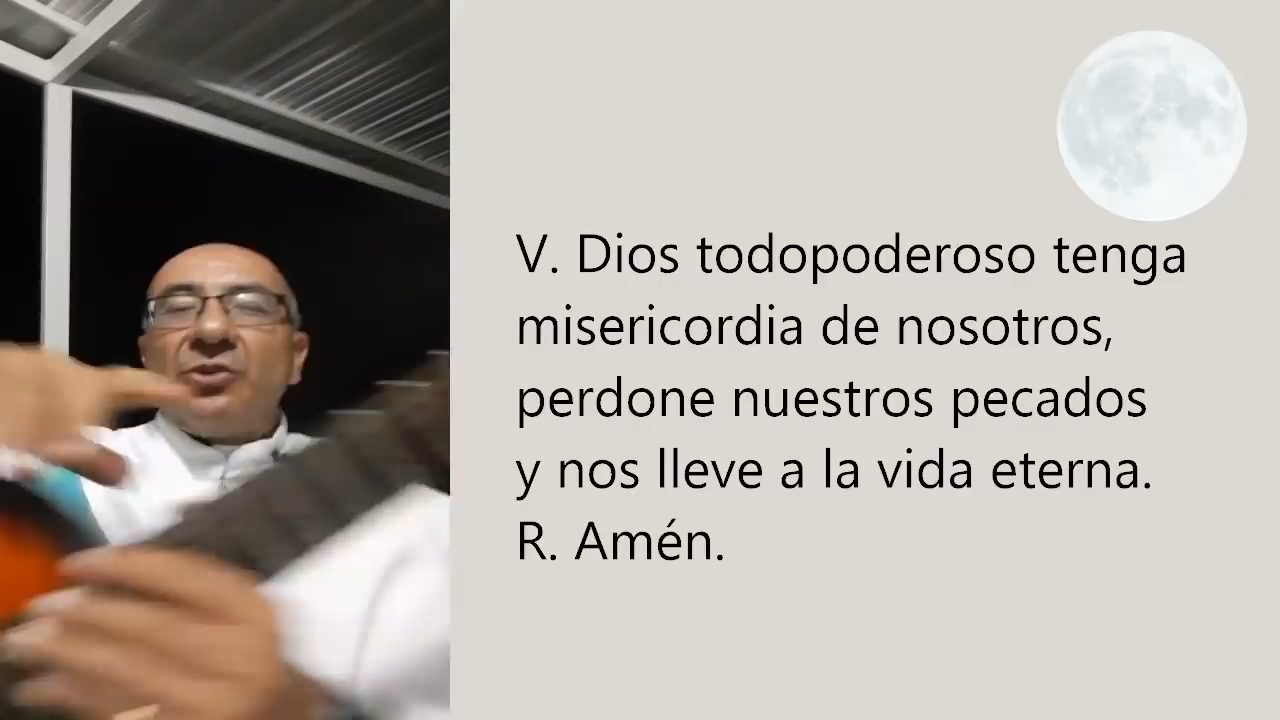 V. Dios todopoderoso tenga
misericordia de nosotros,
perdone nuestros pecados
y nos lleve a la vida eterna.
R. Amén.